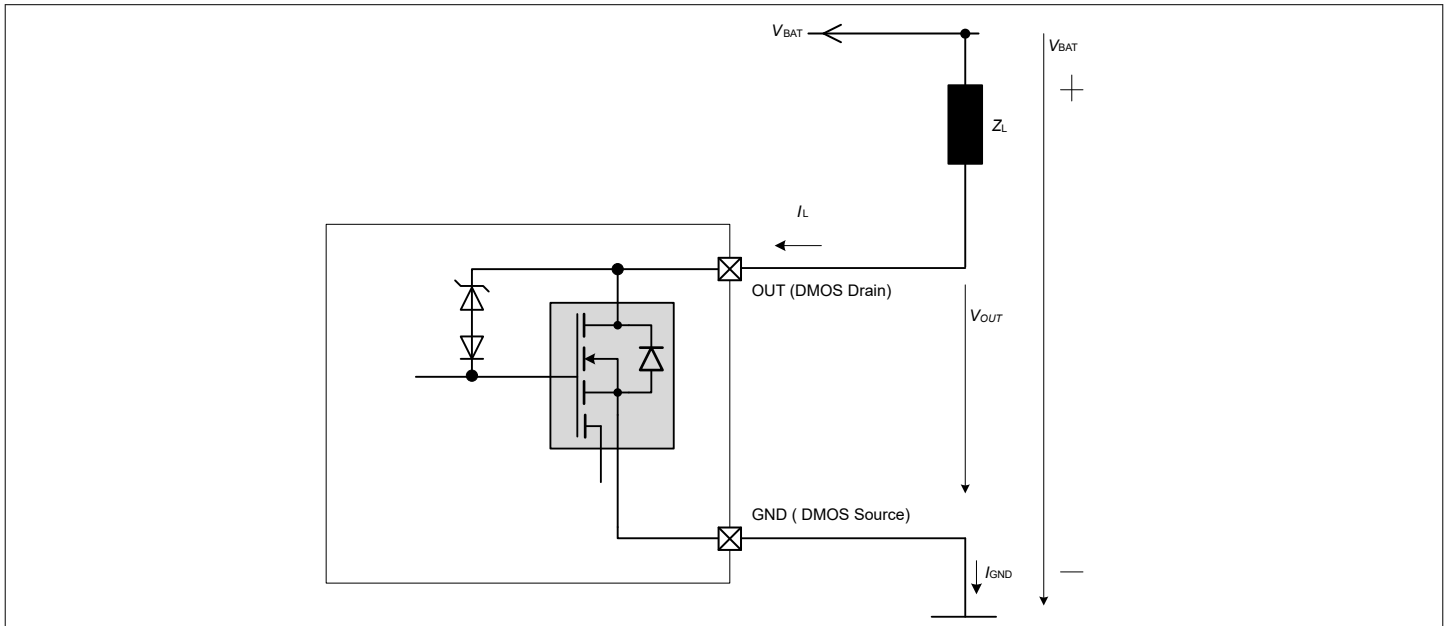 VBAT
VBAT
+
ZL
IL
OUT (DMOS Drain)
VOUT
GND ( DMOS Source)
IGND
—